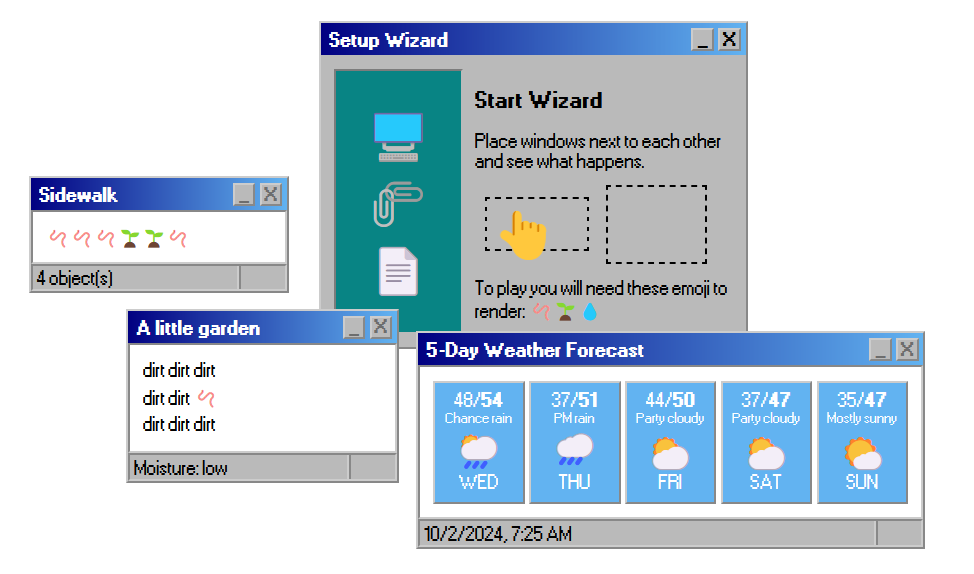 Setup Wizard
Start Wizard
Place windows next to each other
and see what happens.
To play you will need these emoji to
render:
Sidewalk
4 object(s)
A little garden
dirt dirt dirt
dirt dirt
dirt dirt dirt
Moisture: low
5-Day Weather Forecast
48/54
Chance rain
WED
37/51
PM rain
THU
44/50
Party cloudy
FRI
37/47
Party cloudy
SAT
35/47
Mostly sunny
SUN
10/2/2024, 7:25 AM